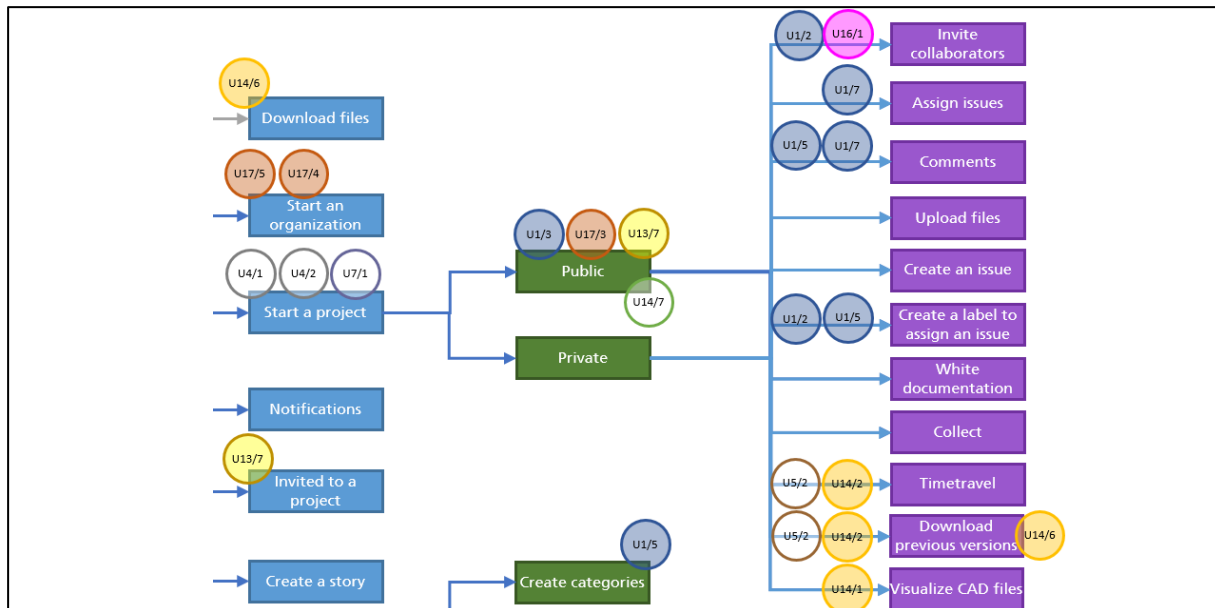 U1/2
U16/1
Invite
collaborators
U14/6
Download files
U1/7
Assign issues
U1/5
U1/7
Comments
U17/5
U17/4
Start an
organization
Upload files
U1/3
U17/3
U13/7
Public
U14/7
Create an issue
U4/1
U4/2
U7/1
Start a project
U1/2
U1/5
Create a label to
assign an issue
Private
White
documentation
Notifications
Collect
U13/7
Invited to a
project
U5/2
U14/2
Timetravel
U5/2
U14/2
Download
previous versions
U14/6
U1/5
Create a story
Create categories
U14/1
Visualize CAD files